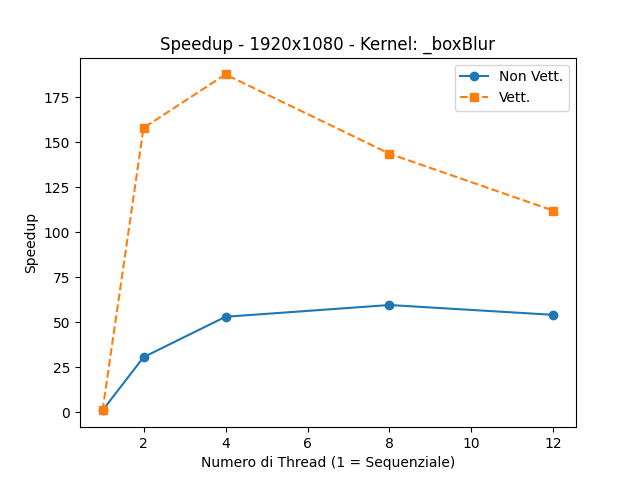 Speedup - 1920x1080 - Kernel: _boxBlur
Non Vett.
Vett.
175
150
125
100
75
50
25
0
Speedup
2
4
6
8
10
12
Numero di Thread (1 = Sequenziale)